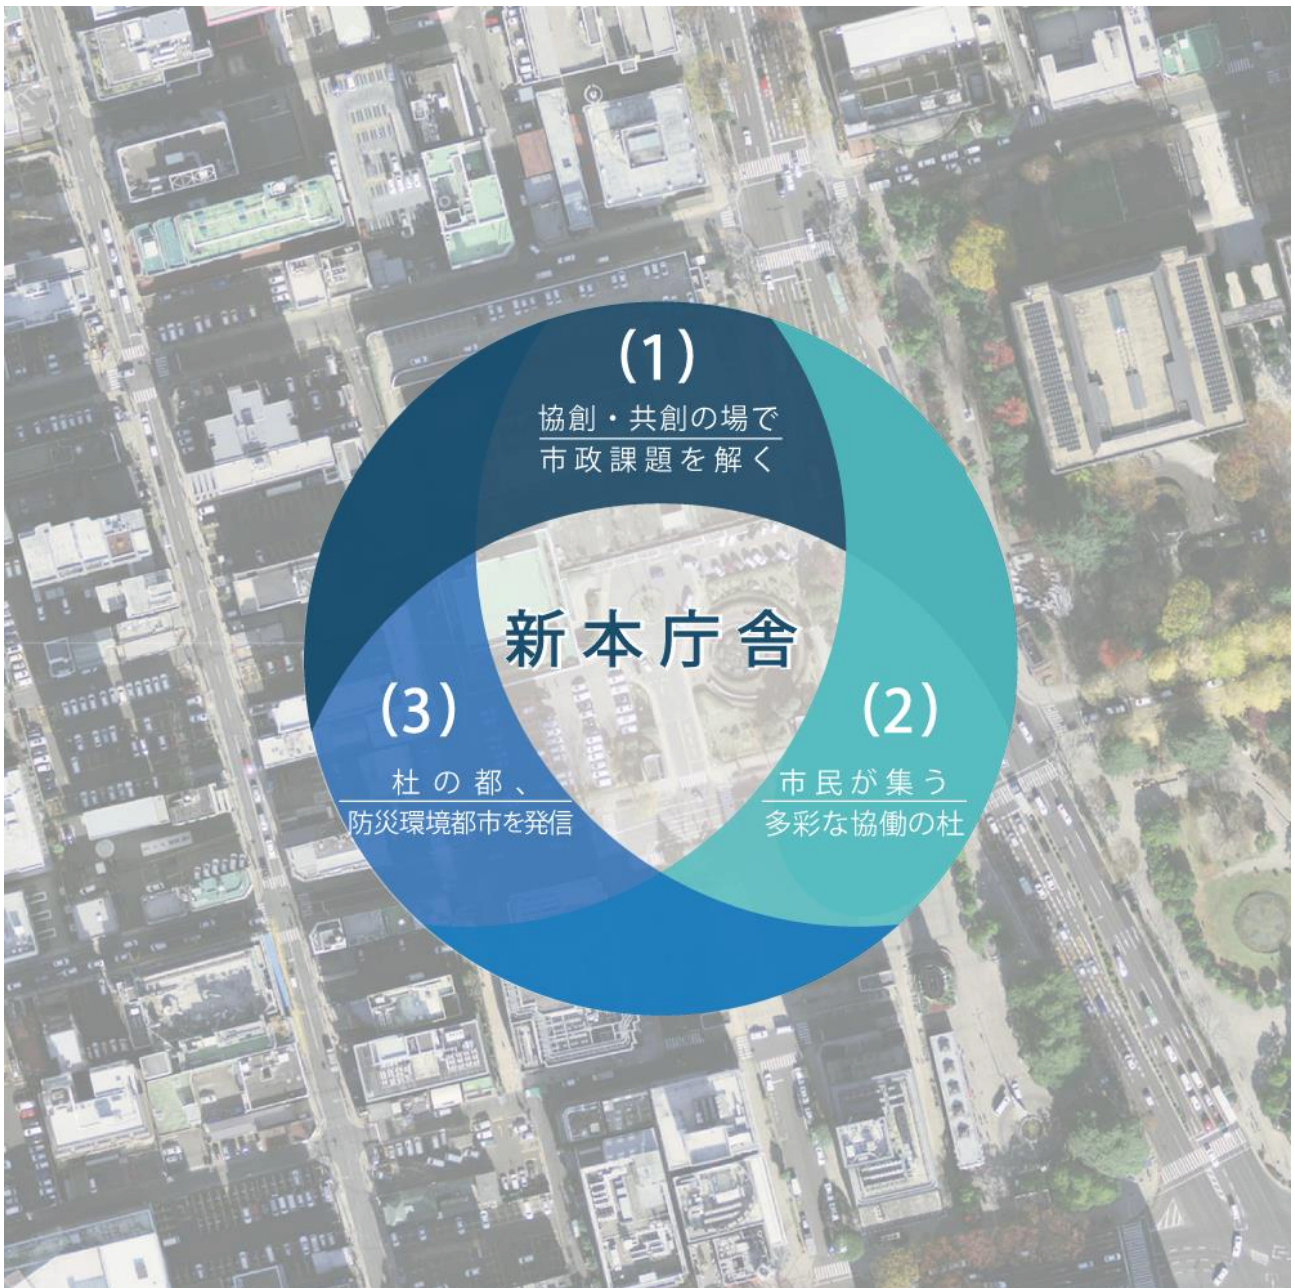 (1)
協創・共創の場で
市政課題を解く
新本庁舎
(3)
杜の都、
防災環境都市を発信
(2)
市民が集う
多彩な協働の杜